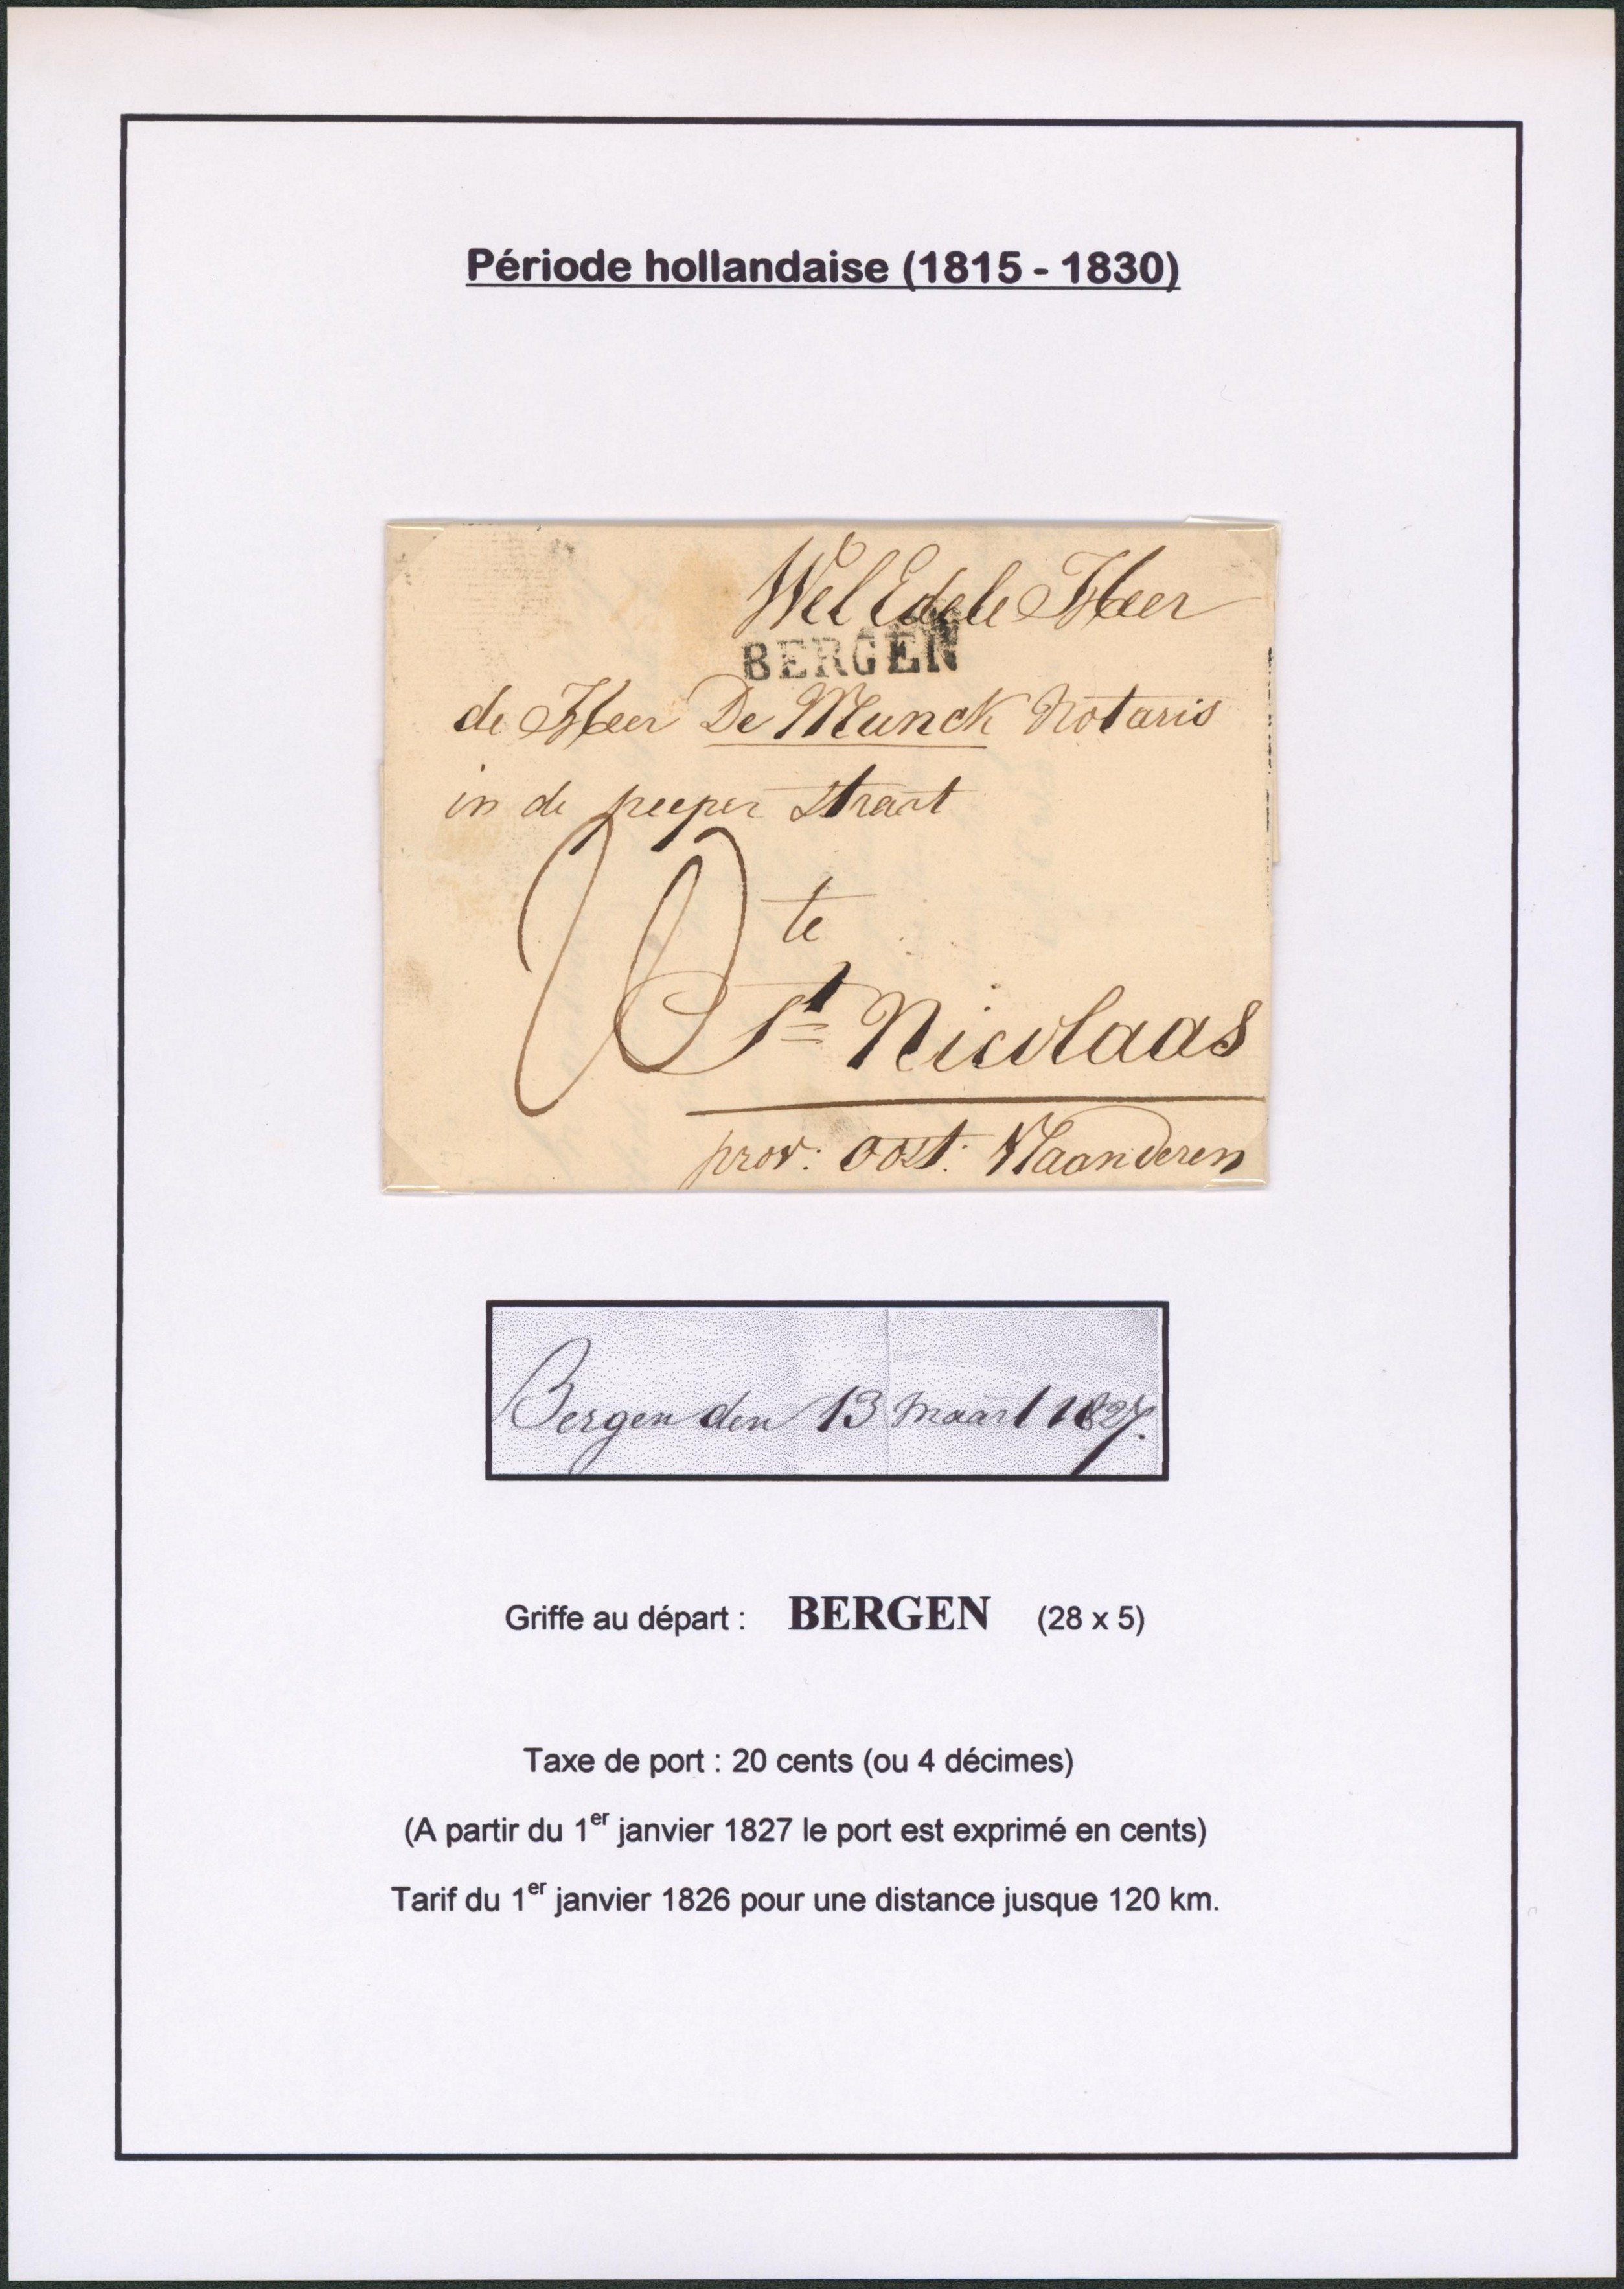 Période hollandaise (1815 - 1830)
Wel Edele Heer
BERGEN
de Heer De Munck Notaris
in de peeper straat
20
te
St Nicolaas
prov: oost: Vlaanderen
Bergen den 13 maart 1827.
Griffe au départ : BERGEN (28 x 5)
Taxe de port : 20 cents (ou 4 décimes)
(A partir du 1er janvier 1827 le port est exprimé en cents)
Tarif du 1er janvier 1826 pour une distance jusque 120 km.